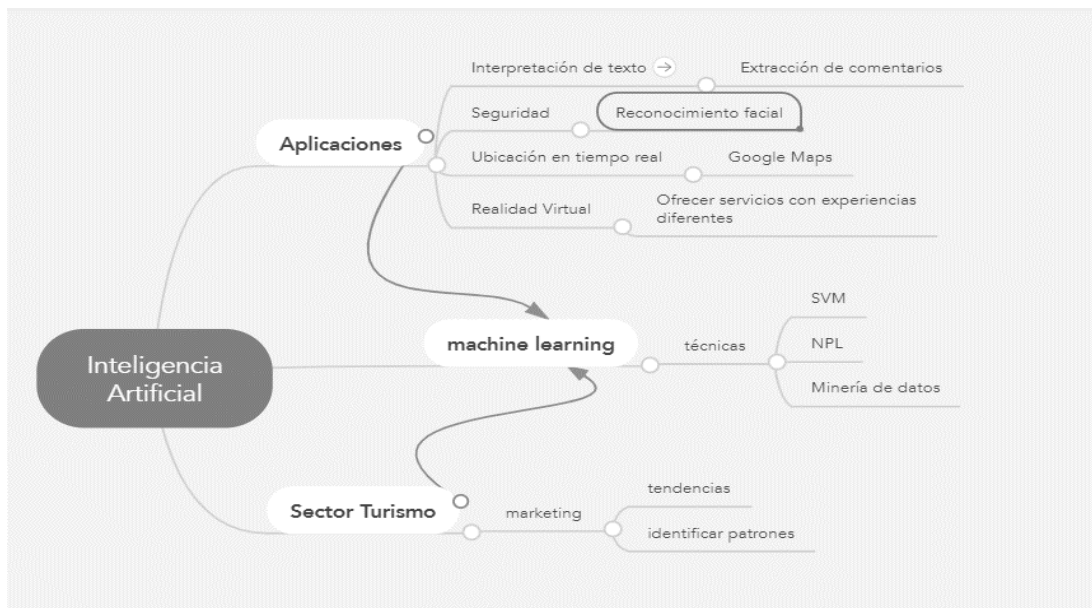 Interpretación de texto
Extracción de comentarios
Seguridad
Reconocimiento facial
Aplicaciones
Ubicación en tiempo real
Google Maps
Realidad Virtual
Ofrecer servicios con experiencias
diferentes
Inteligencia
Artificial
machine learning
técnicas
SVM
NPL
Minería de datos
Sector Turismo
marketing
tendencias
identificar patrones